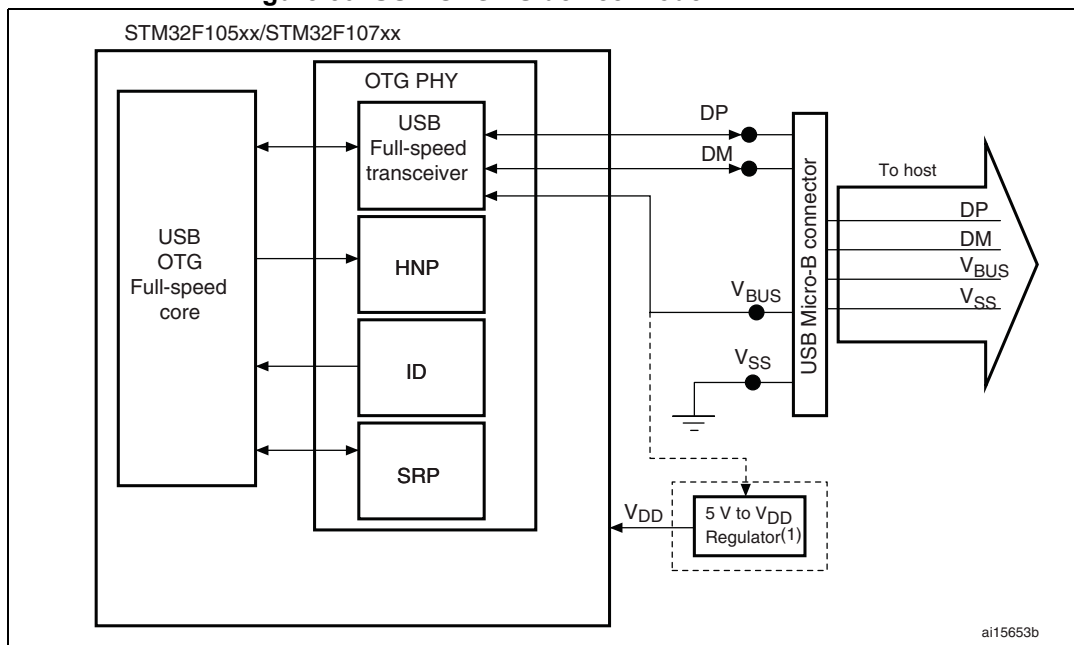 STM32F105xx/STM32F107xx
OTG PHY
USB
Full-speed
transceiver
USB
OTG
Full-speed
core
HNP
ID
SRP
DP
DM
VBUS
VSS
USB Micro-B connector
To host
DP
DM
VBUS
VSS
VDD
5 V to VDD
Regulator(1)
ai15653b